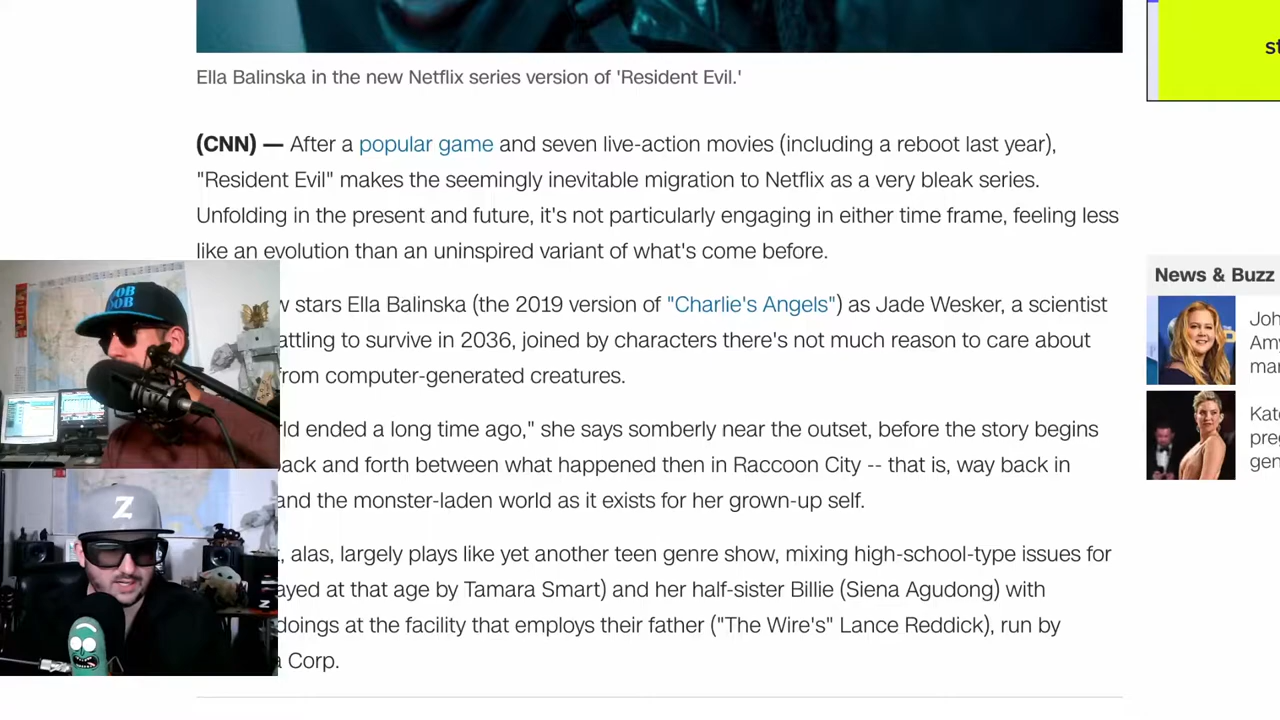 Ella Balinska in the new Netflix series version of 'Resident Evil.'
(CNN) — After a popular game and seven live-action movies (including a reboot last year),
"Resident Evil" makes the seemingly inevitable migration to Netflix as a very bleak series.
Unfolding in the present and future, it's not particularly engaging in either time frame, feeling less
like an evolution than an uninspired variant of what's come before.
stars Ella Balinska (the 2019 version of "Charlie's Angels") as Jade Wesker, a scientist
attling to survive in 2036, joined by characters there's not much reason to care about
from computer-generated creatures.
rld ended a long time ago," she says somberly near the outset, before the story begins
back and forth between what happened then in Raccoon City -- that is, way back in
and the monster-laden world as it exists for her grown-up self.
, alas, largely plays like yet another teen genre show, mixing high-school-type issues for
ayed at that age by Tamara Smart) and her half-sister Billie (Siena Agudong) with
doings at the facility that employs their father ("The Wire's" Lance Reddick), run by
a Corp.
st
News & Buzz
Joh
Amy
mar
Kate
preg
gen
Z